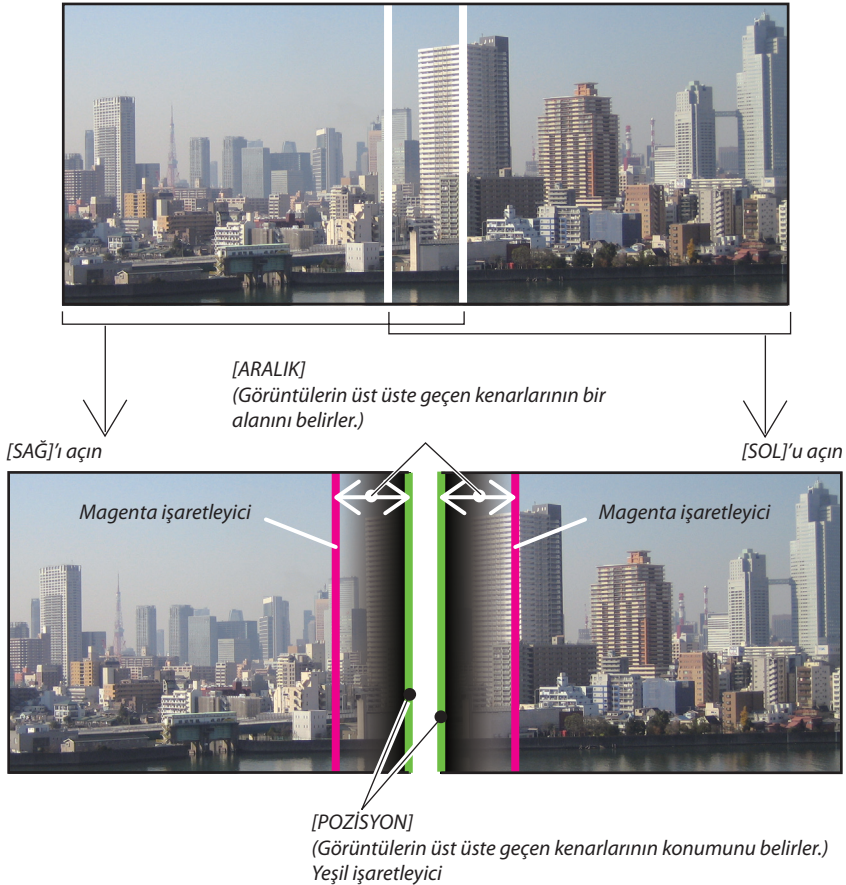 [ARALIK]
(Görüntülerin üst üste geçen kenarlarının bir
alanını belirler.)
[SAĞ]’ı açın
[SOL]’u açın
Magenta işaretleyici
Magenta işaretleyici
[POZİSYON]
(Görüntülerin üst üste geçen kenarlarının konumunu belirler.)
Yeşil işaretleyici